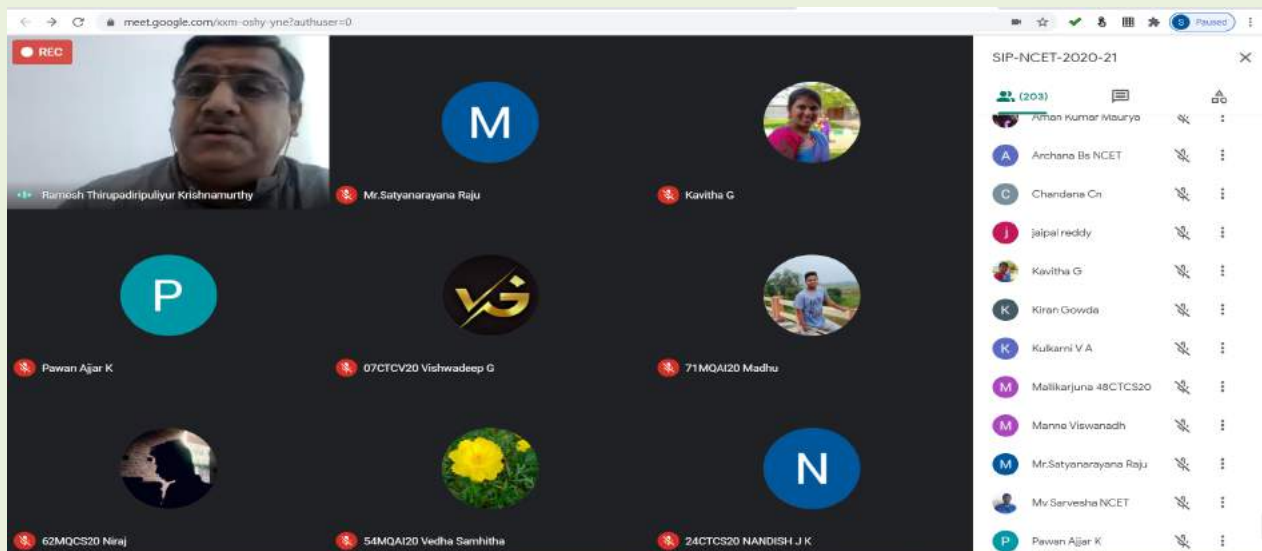 meet.google.com/xxm-oshy-yne?authuser=0
S Paused
REC
Ramesh Thirupadiripuliyur Krishnamurthy
M
Mr.Satyanarayana Raju
Kavitha G
P
Pawan Ajjar K
07CTCV20 Vishwadeep G
71MQAI20 Madhu
62MQCS20 Niraj
54MQAI20 Vedha Samhitha
N
24CTCS20 NANDISH J K
SIP-NCET-2020-21
(203)
Aman Kumar Maurya
A Archana Bs NCET
C Chandana Cn
j jaipal reddy
Kavitha G
K Kiran Gowda
K Kulkarni V A
M Mallikarjuna 48CTCS20
M Manne Viswanadh
M Mr.Satyanarayana Raju
Mv Sarvesha NCET
P Pawan Ajjar K